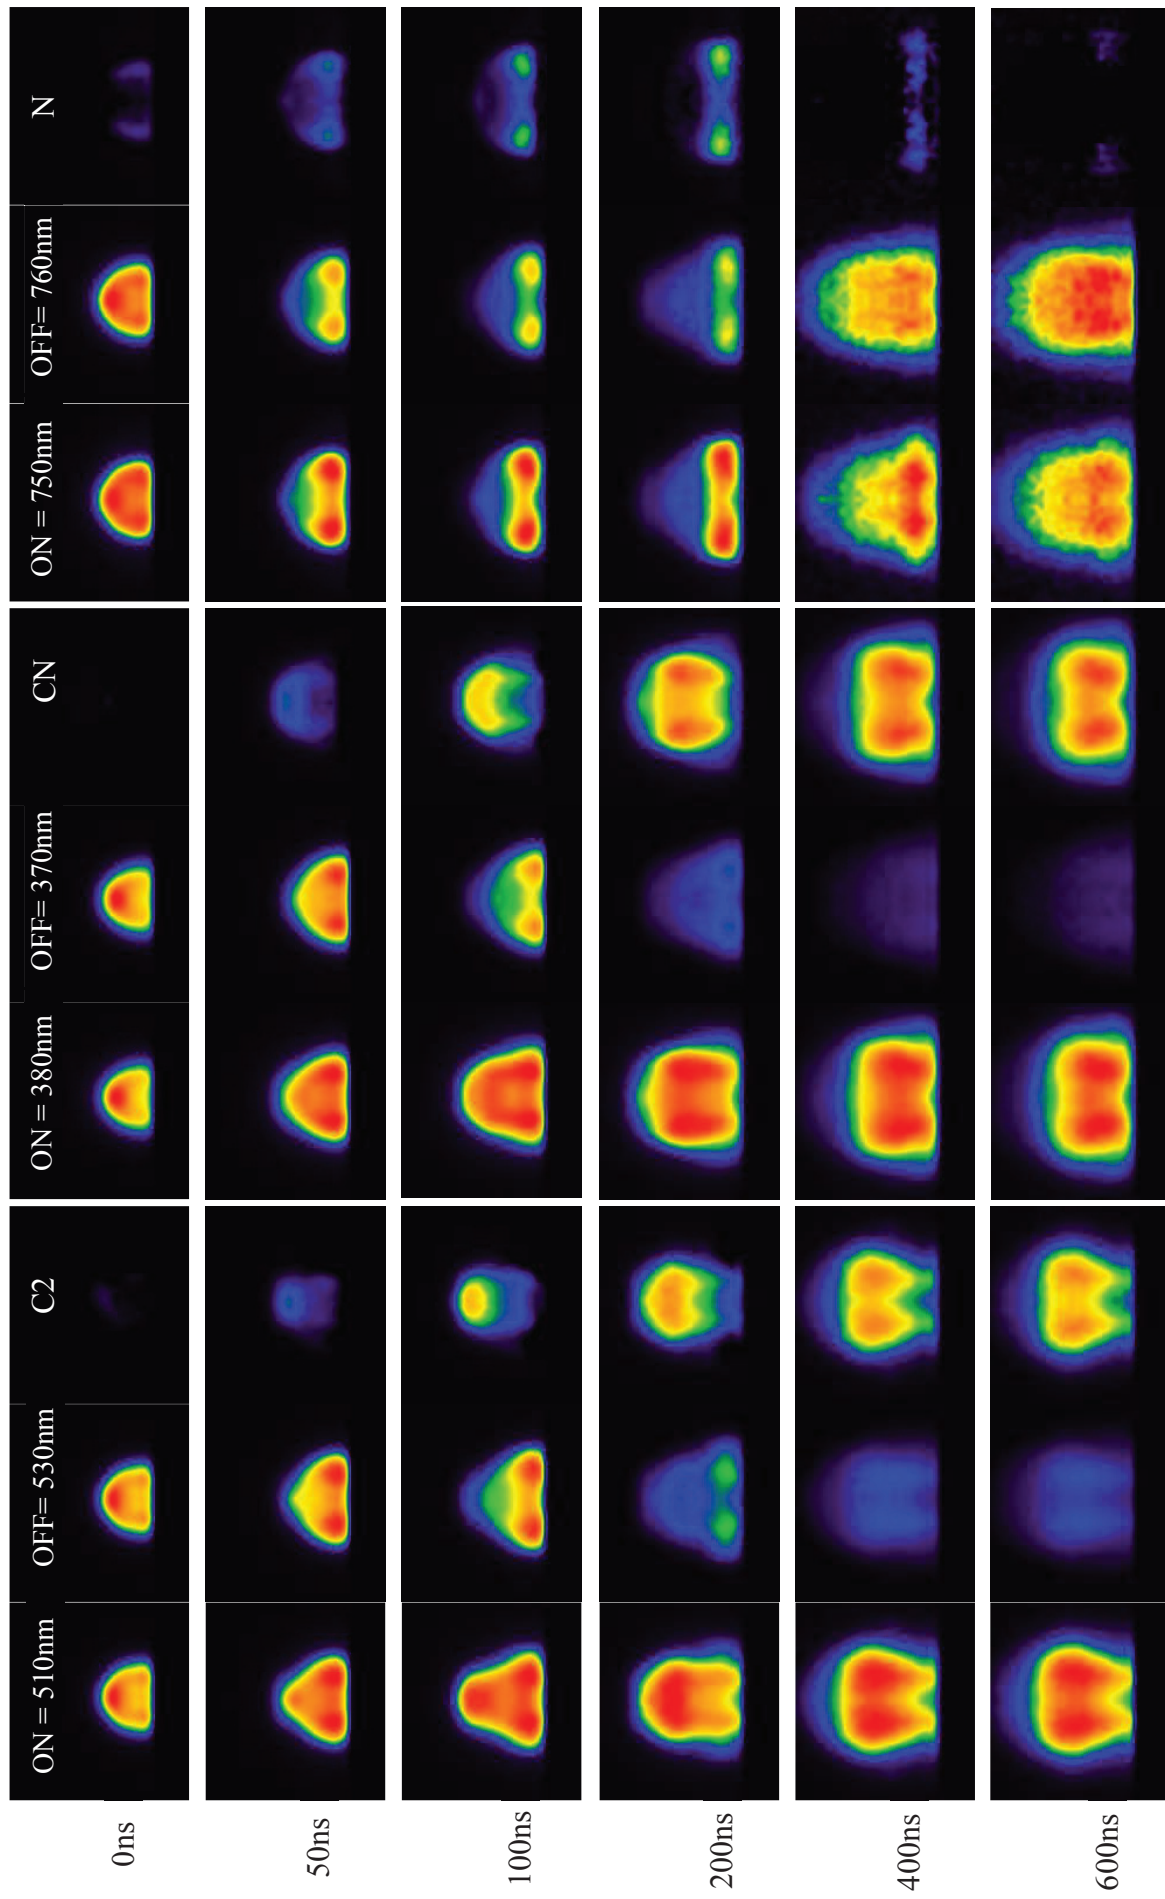 ON = 510nm
OFF= 530nm
C2
ON = 380nm
OFF= 370nm
CN
ON = 750nm
OFF= 760nm
N
0ns
50ns
100ns
200ns
400ns
600ns